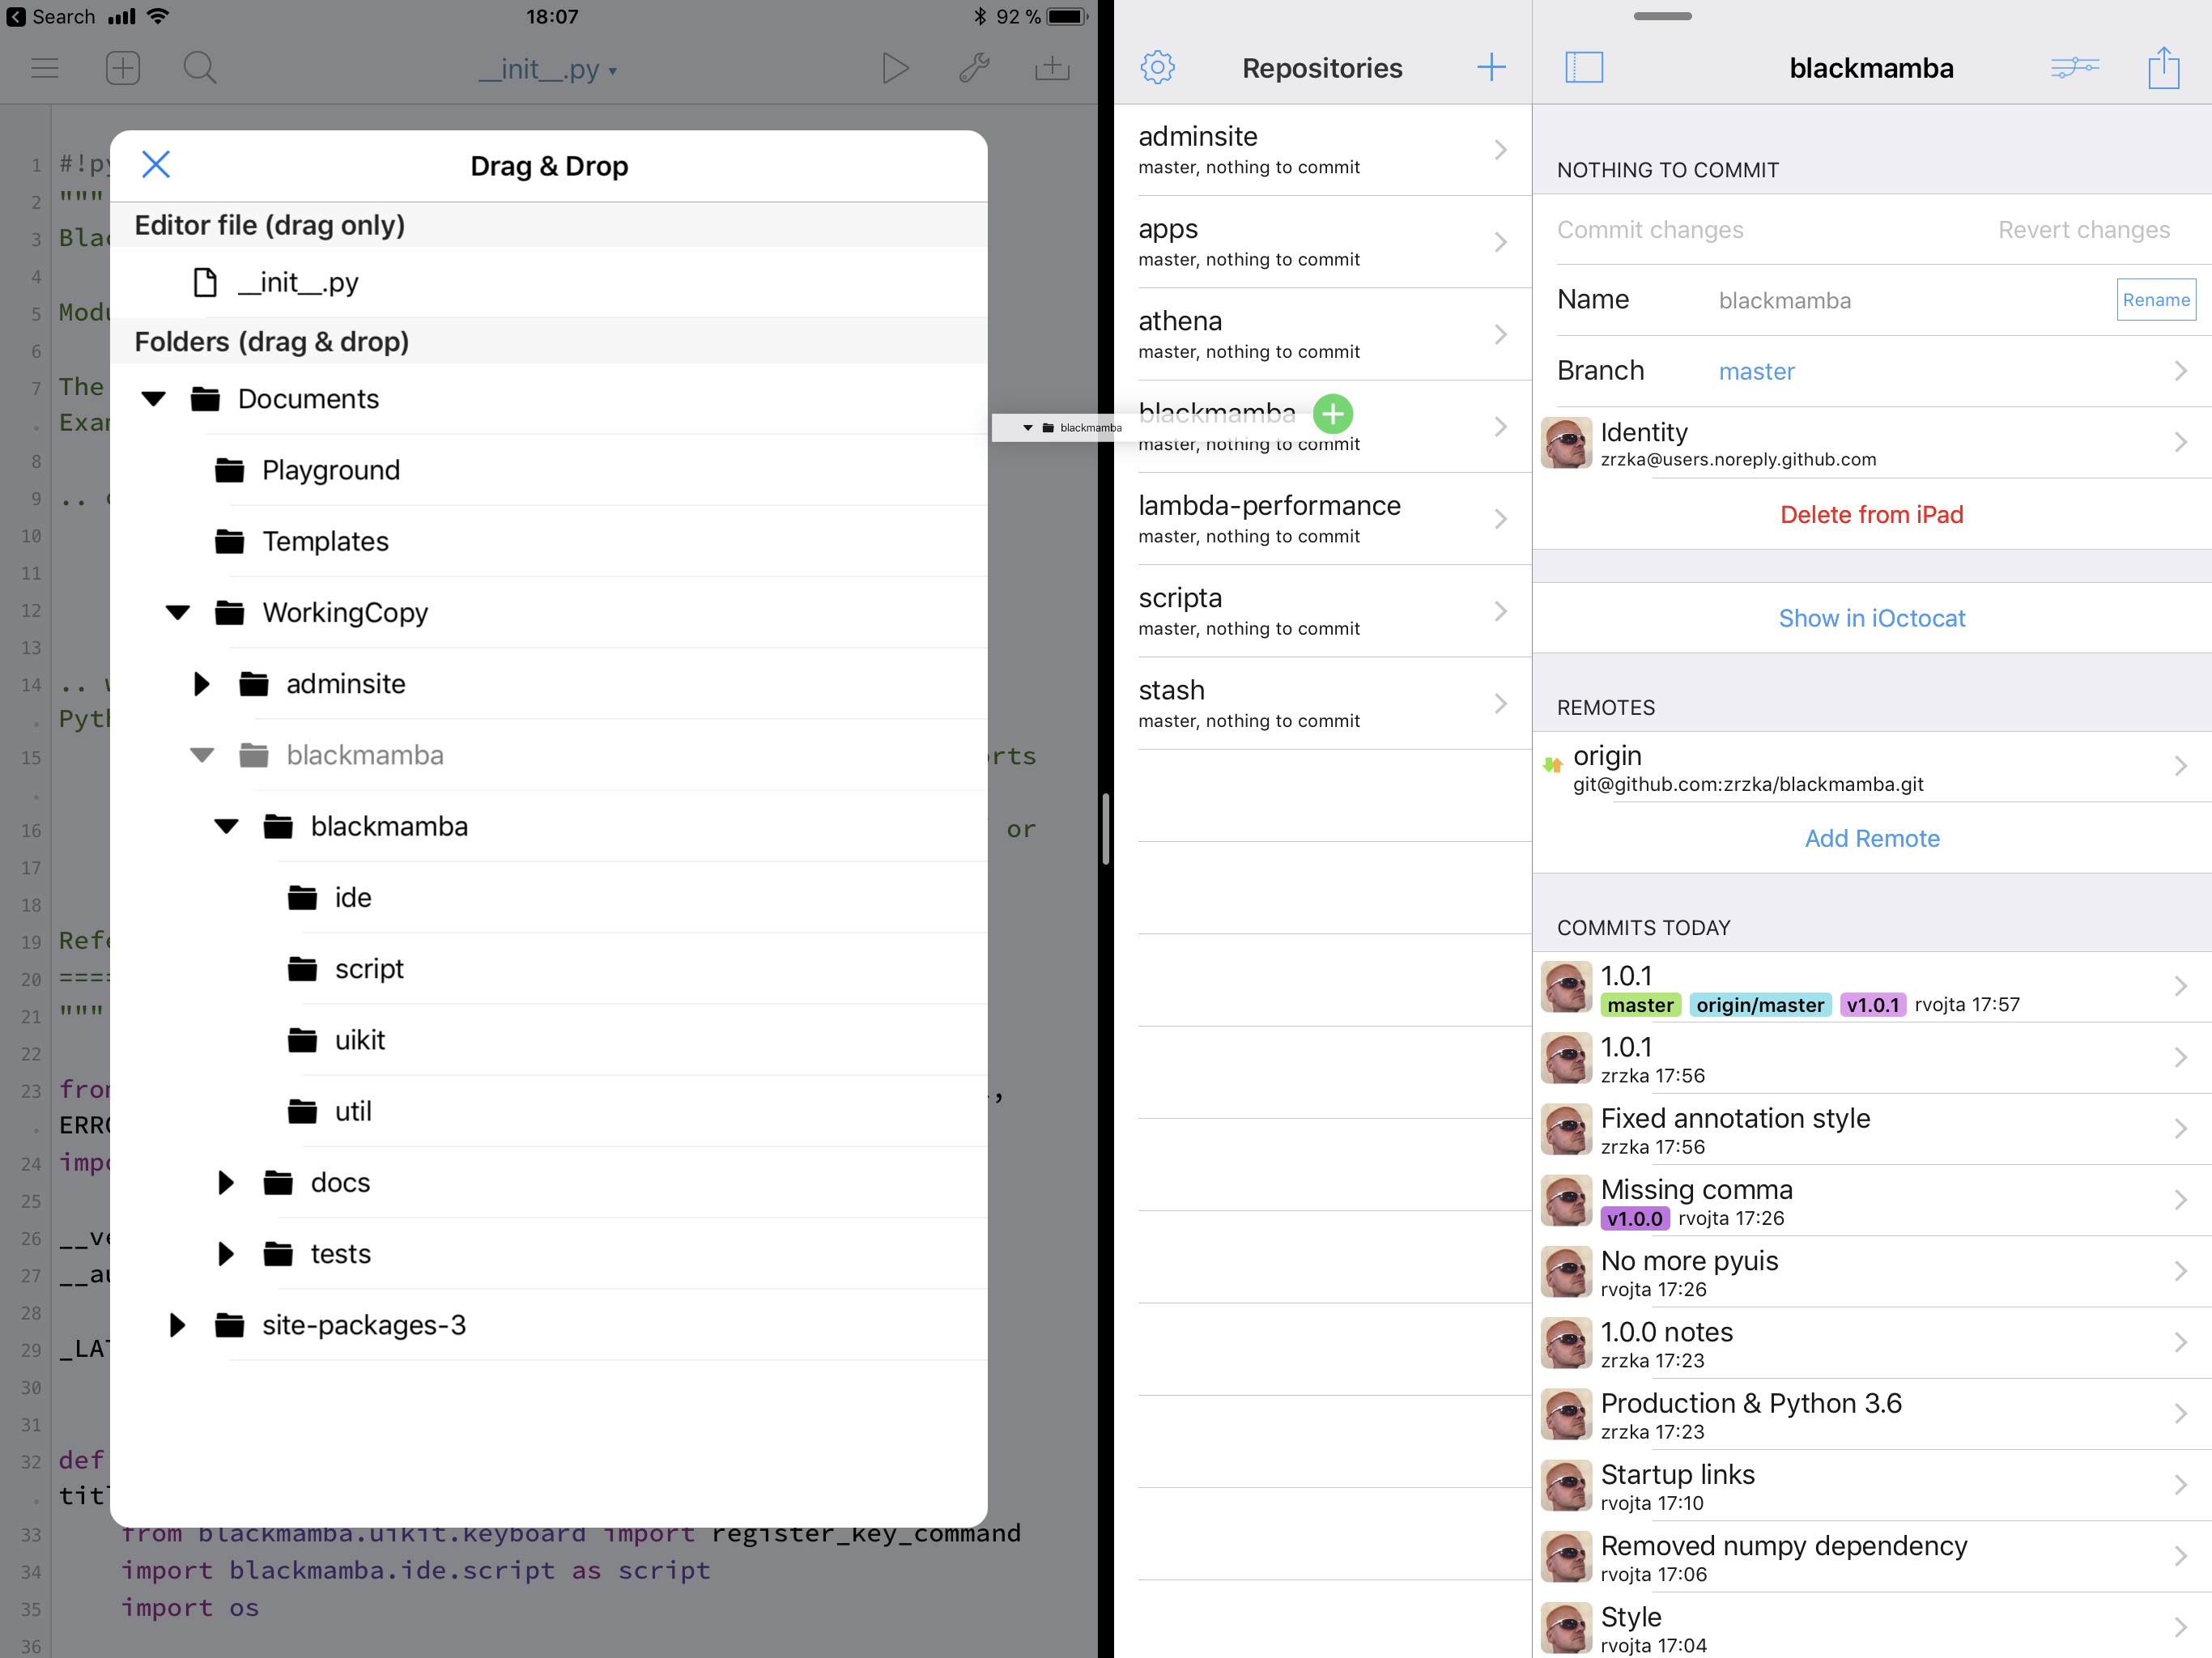 Search
18:07
92 %
__init__.py ▾
Drag & Drop
Editor file (drag only)
__init__.py
Folders (drag & drop)
Documents
Playground
Templates
WorkingCopy
adminsite
blackmamba
blackmamba
ide
script
uikit
util
docs
tests
site-packages-3
1 #!py
2 """
3 Blac
4
5 Modu
6
7 The
. Exam
8
9 ..
10
11
12
13
14 ..
. Pyth
15 orts
.
16 or
17
18
19 Refe
20 ====
21 """
22
23 from ,
. ERRO
24 impo
25
26 __ve
27 __au
28
29 _LAT
30
31
32 def
. titl
33 from blackmamba.uikit.keyboard import register_key_command
34 import blackmamba.ide.script as script
35 import os
36
Repositories
adminsite
master, nothing to commit
apps
master, nothing to commit
athena
master, nothing to commit
blackmamba
blackmamba
master, nothing to commit
lambda-performance
master, nothing to commit
scripta
master, nothing to commit
stash
master, nothing to commit
blackmamba
NOTHING TO COMMIT
Commit changes Revert changes
Name blackmamba Rename
Branch master
Identity
zrzka@users.noreply.github.com
Delete from iPad
Show in iOctocat
REMOTES
origin
git@github.com:zrzka/blackmamba.git
Add Remote
COMMITS TODAY
1.0.1
master origin/master v1.0.1 rvojta 17:57
1.0.1
zrzka 17:56
Fixed annotation style
zrzka 17:56
Missing comma
v1.0.0 rvojta 17:26
No more pyuis
rvojta 17:26
1.0.0 notes
zrzka 17:23
Production & Python 3.6
zrzka 17:23
Startup links
rvojta 17:10
Removed numpy dependency
rvojta 17:06
Style
rvojta 17:04